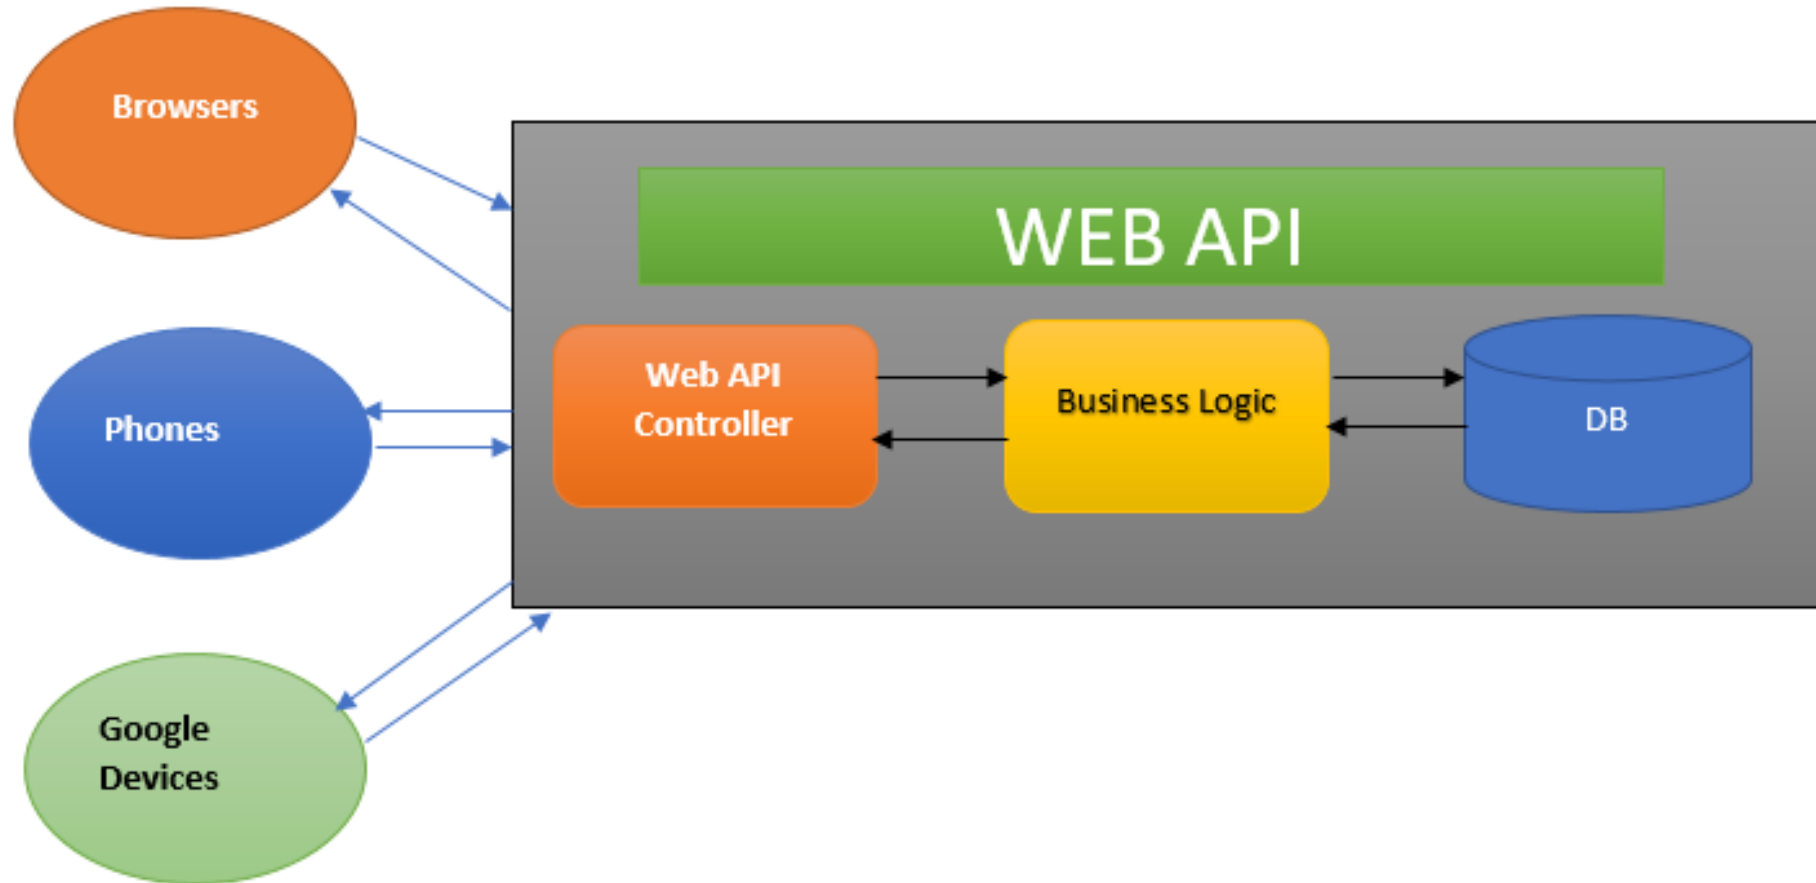 Browsers
WEB API
Web API
Controller
Business Logic
DB
Phones
Google
Devices